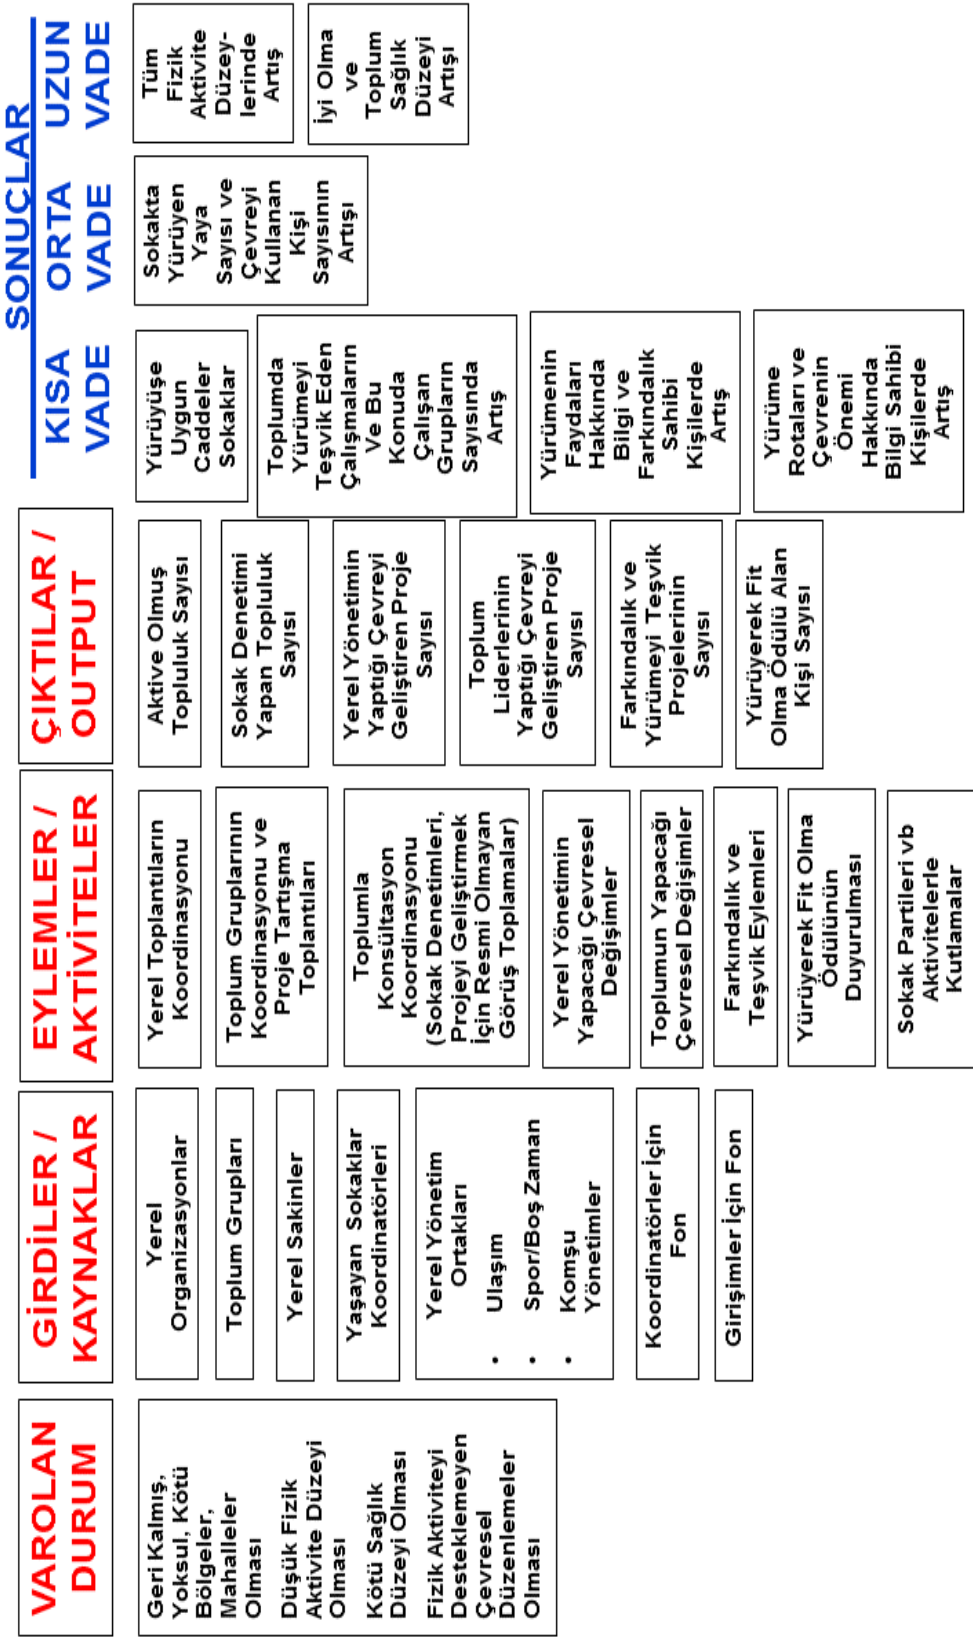 VAROLAN
DURUM
Geri Kalmış,
Yoksul, Kötü
Bölgeler,
Mahalleler
Olması
Düşük Fizik
Aktivite Düzeyi
Olması
Kötü Sağlık
Düzeyi Olması
Fizik Aktiviteyi
Desteklemeyen
Çevresel
Düzenlemeler
Olması
GİRDİLER /
KAYNAKLAR
Yerel
Organizasyonlar
Toplum Grupları
Yerel Sakinler
Yaşayan Sokaklar
Koordinatörleri
Yerel Yönetim
Ortakları
• Ulaşım
• Spor/Boş Zaman
• Komşu
Yönetimler
Koordinatörler İçin
Fon
Girişimler İçin Fon
EYLEMLER /
AKTİVİTELER
Yerel Toplantıların
Koordinasyonu
Toplum Gruplarının
Koordinasyonu ve
Proje Tartışma
Toplantıları
Toplumla
Konsültasyon
Koordinasyonu
(Sokak Denetimleri,
Projeyi Geliştirmek
İçin Resmi Olmayan
Görüş Toplamalar)
Yerel Yönetimin
Yapacağı Çevresel
Değişimler
Toplumun Yapacağı
Çevresel Değişimler
Farkındalık ve
Teşvik Eylemleri
Yürüyerek Fit Olma
Ödülünün
Duyurulması
Sokak Partileri vb
Aktivitelerle
Kutlamalar
ÇIKTILAR /
OUTPUT
Aktive Olmuş
Topluluk Sayısı
Sokak Denetimi
Yapan Topluluk
Sayısı
Yerel Yönetimin
Yaptığı Çevreyi
Geliştiren Proje
Sayısı
Toplum
Liderlerinin
Yaptığı Çevreyi
Geliştiren Proje
Sayısı
Farkındalık ve
Yürümeyi Teşvik
Projelerinin
Sayısı
Yürüyerek Fit
Olma Ödülü Alan
Kişi Sayısı
SONUÇLAR
KISA
VADE
Yürüyüşe
Uygun
Caddeler
Sokaklar
Toplumda
Yürümeyi
Teşvik Eden
Çalışmaların
Ve Bu
Konuda
Çalışan
Grupların
Sayısında
Artış
Yürümenin
Faydaları
Hakkında
Bilgi ve
Farkındalık
Sahibi
Kişilerde
Artış
Yürüme
Rotaları ve
Çevrenin
Önemi
Hakkında
Bilgi Sahibi
Kişilerde
Artış
ORTA
VADE
Sokakta
Yürüyen
Yaya
Sayısı ve
Çevreyi
Kullanan
Kişi
Sayısının
Artışı
UZUN
VADE
Tüm
Fizik
Aktivite
Düzey-
lerinde
Artış
İyi Olma
ve
Toplum
Sağlık
Düzeyi
Artışı